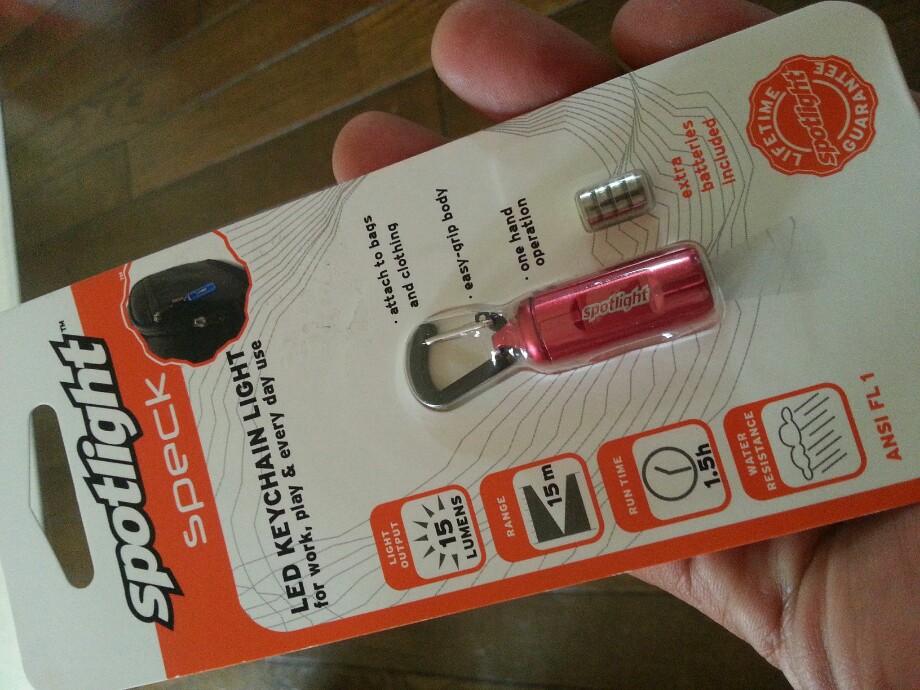 spotlight™
speck™
LED KEYCHAIN LIGHT
for work, play & every day use
· attach to bags
and clothing
· easy-grip body
· one hand
operation
extra
batteries
included
LIFETIME
spotlight
GUARANTEE
spotlight
LIGHT
OUTPUT
15
LUMENS
RANGE
15m
RUN TIME
1.5h
WATER
RESISTANCE
ANSI FL 1